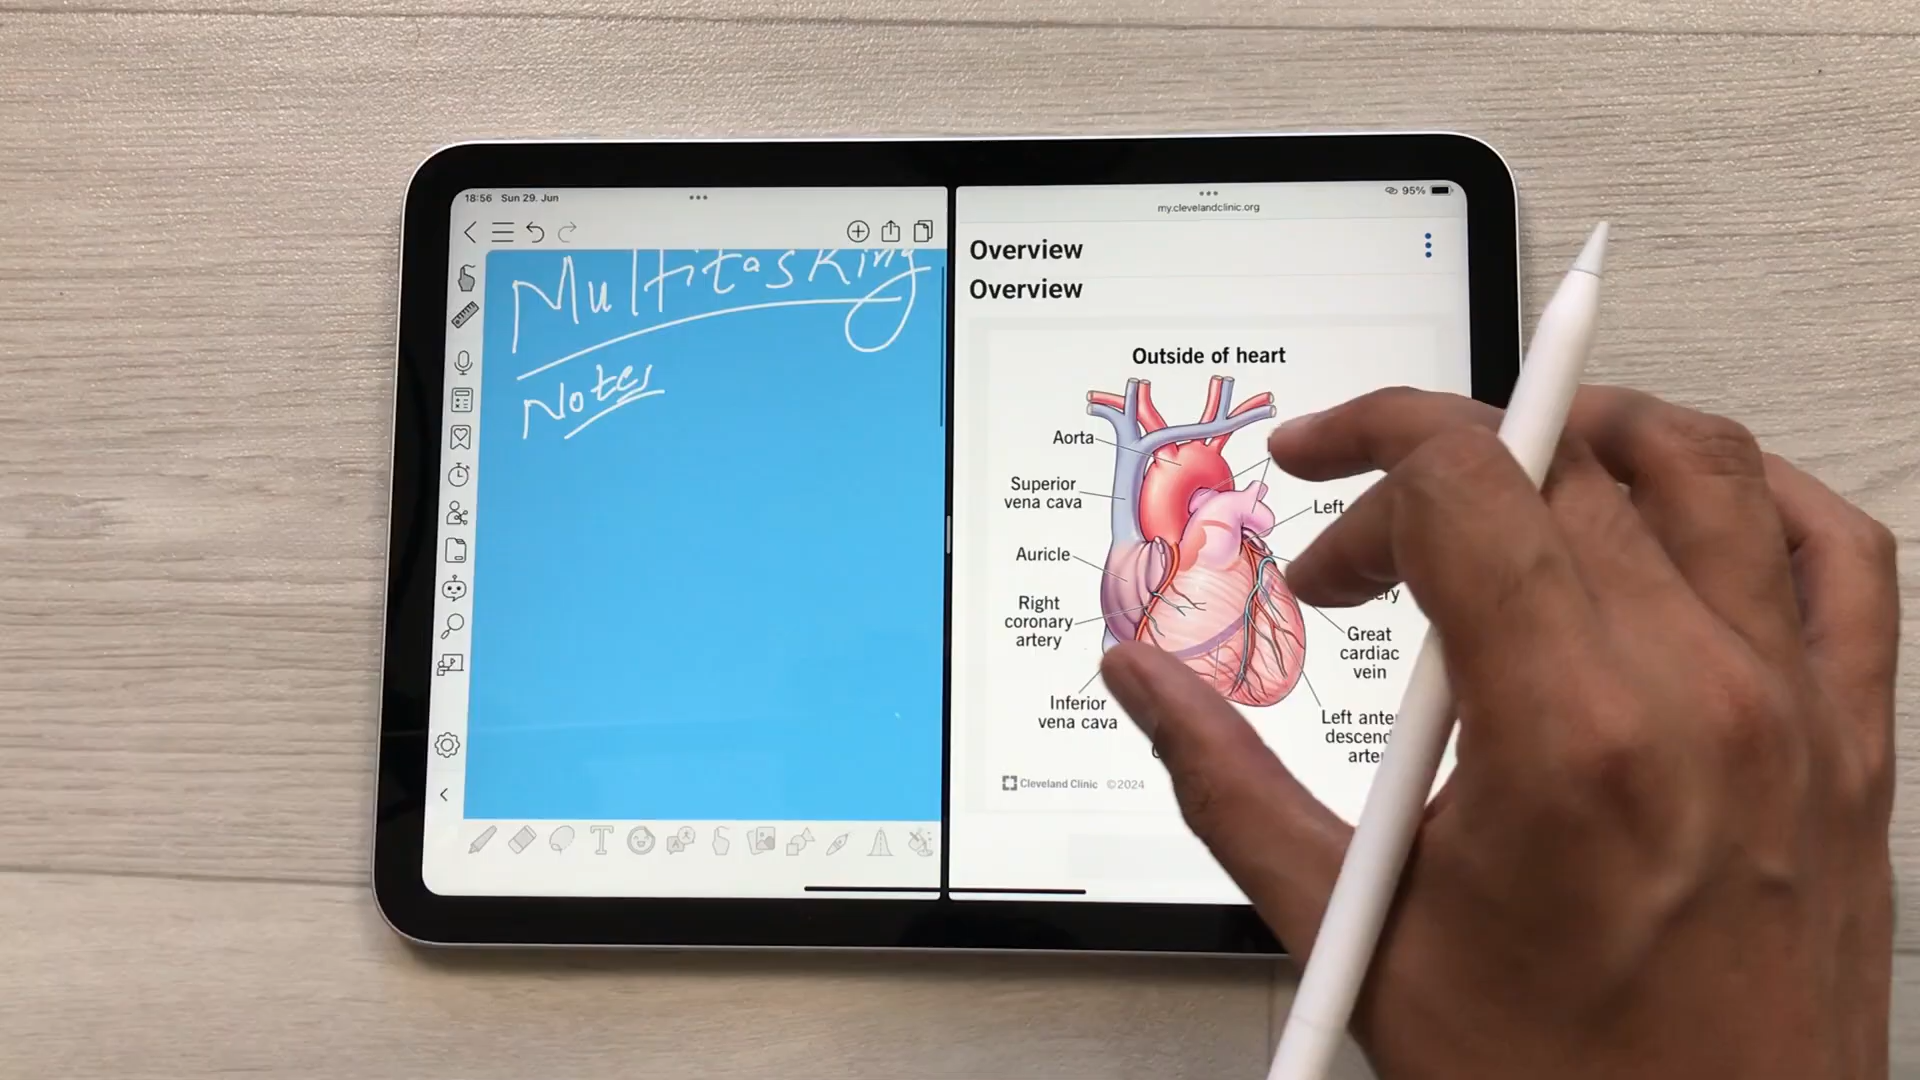 18:56 Sun 29. Jun
Multitasking
Notes
95%
my.clevelandclinic.org
Overview
Overview
Outside of heart
Aorta
Superior
vena cava
Auricle
Right
coronary
artery
Inferior
vena cava
Left
Great
cardiac
vein
Left
Cleveland Clinic ©2024